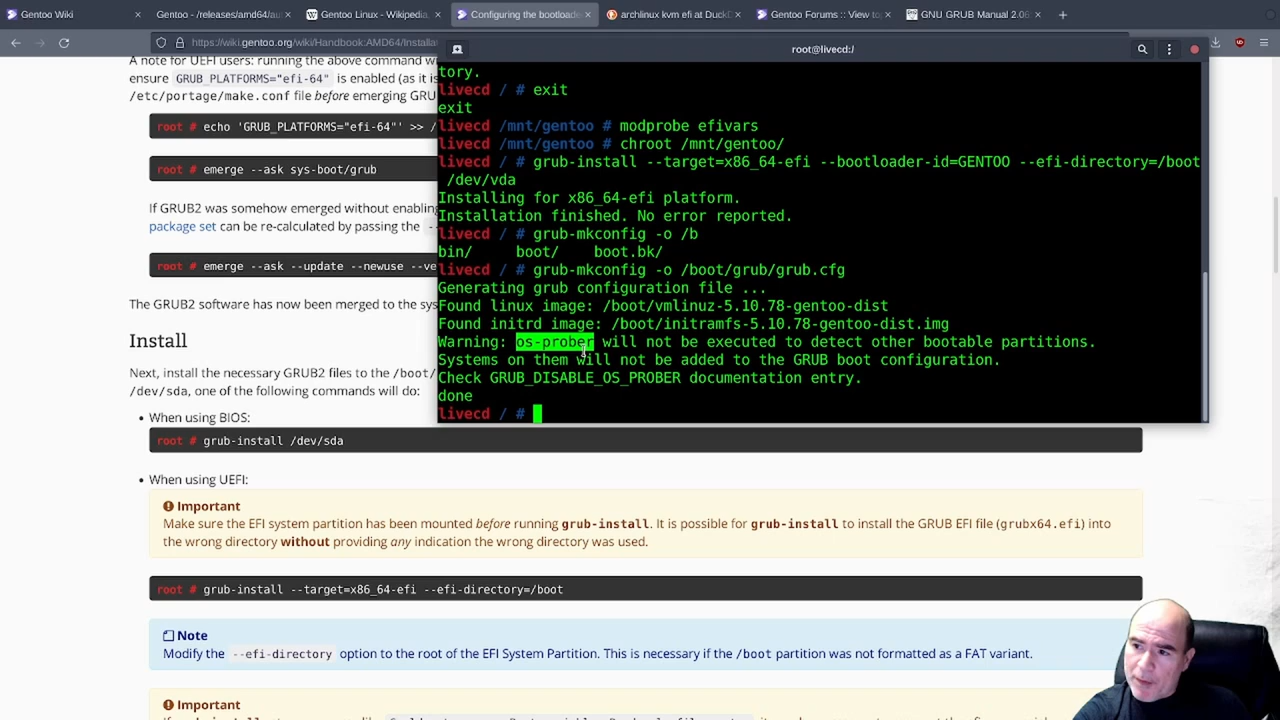 Gentoo Wiki
Gentoo - /releases/amd64/au
Gentoo Linux - Wikipedia,
Configuring the bootloade
archlinux kvm efi at DuckD
Gentoo Forums :: View to
GNU GRUB Manual 2.06
https://wiki.gentoo.org/wiki/Handbook:AMD64/Installa
root@livecd:/
A note for UEFI users: running the above command w
ensure GRUB_PLATFORMS="efi-64" is enabled (as it is
/etc/portage/make.conf file before emerging GRU
root # echo 'GRUB_PLATFORMS="efi-64"' >> /
root # emerge --ask sys-boot/grub
If GRUB2 was somehow emerged without enabling
package set can be re-calculated by passing the --
root # emerge --ask --update --newuse --ve
The GRUB2 software has now been merged to the sys
Install
Next, install the necessary GRUB2 files to the /boot/
/dev/sda, one of the following commands will do:
tory.
livecd / # exit
exit
livecd /mnt/gentoo # modprobe efivars
livecd /mnt/gentoo # chroot /mnt/gentoo/
livecd / # grub-install --target=x86_64-efi --bootloader-id=GENTOO --efi-directory=/boot
/dev/vda
Installing for x86_64-efi platform.
Installation finished. No error reported.
livecd / # grub-mkconfig -o /b
bin/ boot/ boot.bk/
livecd / # grub-mkconfig -o /boot/grub/grub.cfg
Generating grub configuration file ...
Found linux image: /boot/vmlinuz-5.10.78-gentoo-dist
Found initrd image: /boot/initramfs-5.10.78-gentoo-dist.img
Warning: os-prober will not be executed to detect other bootable partitions.
Systems on them will not be added to the GRUB boot configuration.
Check GRUB_DISABLE_OS_PROBER documentation entry.
done
livecd / #
• When using BIOS:
root # grub-install /dev/sda
• When using UEFI:
Important
Make sure the EFI system partition has been mounted before running grub-install. It is possible for grub-install to install the GRUB EFI file (grubx64.efi) into
the wrong directory without providing any indication the wrong directory was used.
root # grub-install --target=x86_64-efi --efi-directory=/boot
Note
Modify the --efi-directory option to the root of the EFI System Partition. This is necessary if the /boot partition was not formatted as a FAT variant.
Important